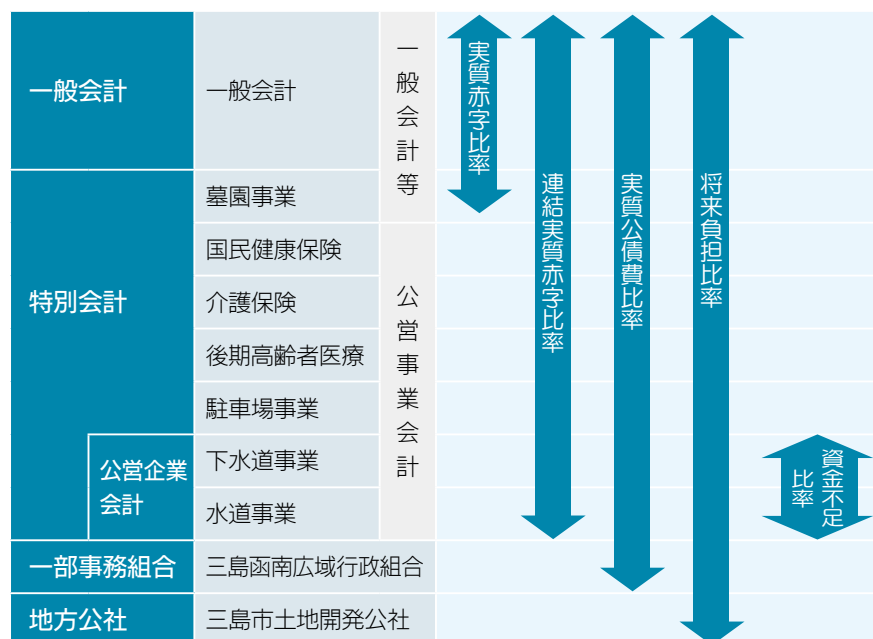 一般会計
一般会計
一般会計等
実質赤字比率
連結実質赤字比率
実質公債費比率
将来負担比率
特別会計
墓園事業
国民健康保険
介護保険
後期高齢者医療
駐車場事業
公営事業会計
公営企業
会計
下水道事業
水道事業
資金不足
比率
一部事務組合
三島函南広域行政組合
地方公社
三島市土地開発公社